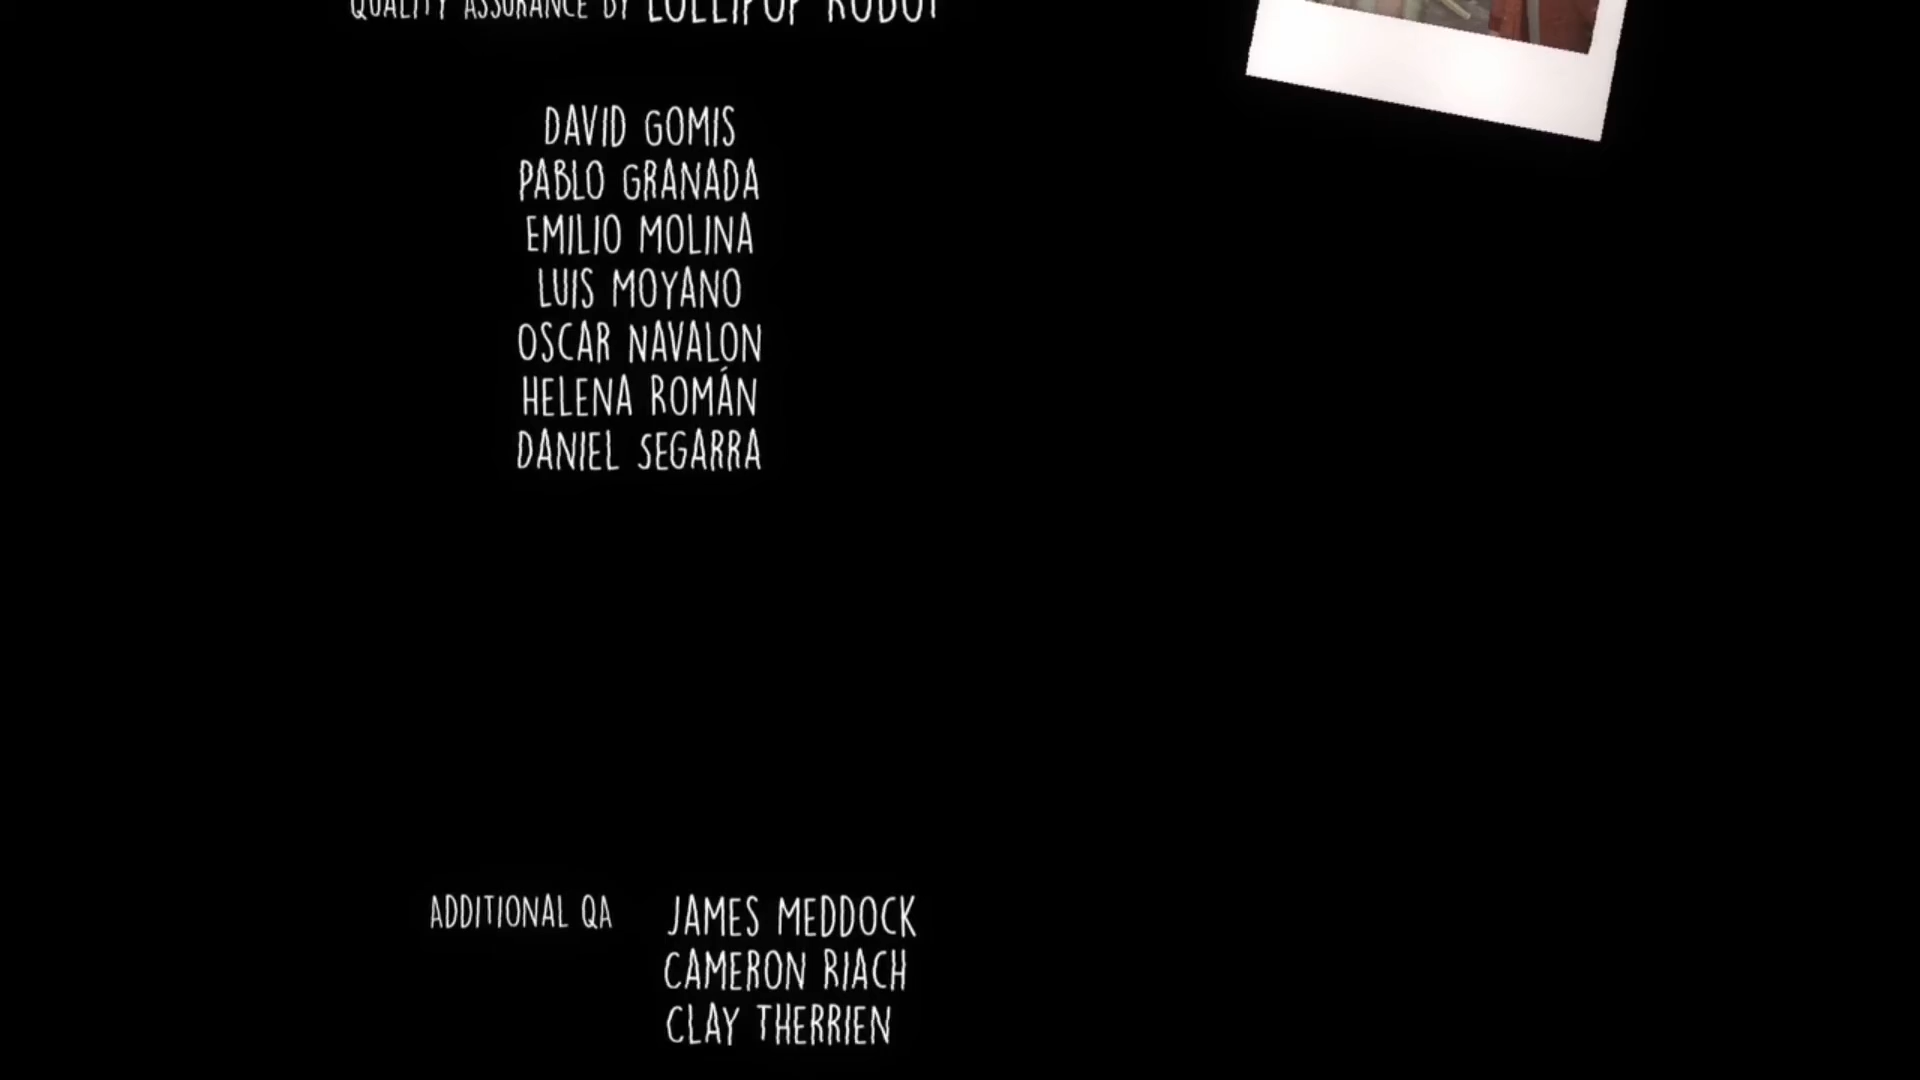 QUALITY ASSURANCE BY LOLLIPOP ROBOT
DAVID GOMIS
PABLO GRANADA
EMILIO MOLINA
LUIS MOYANO
OSCAR NAVALON
HELENA ROMÁN
DANIEL SEGARRA
ADDITIONAL QA JAMES MEDDOCK
CAMERON RIACH
CLAY THERRIEN